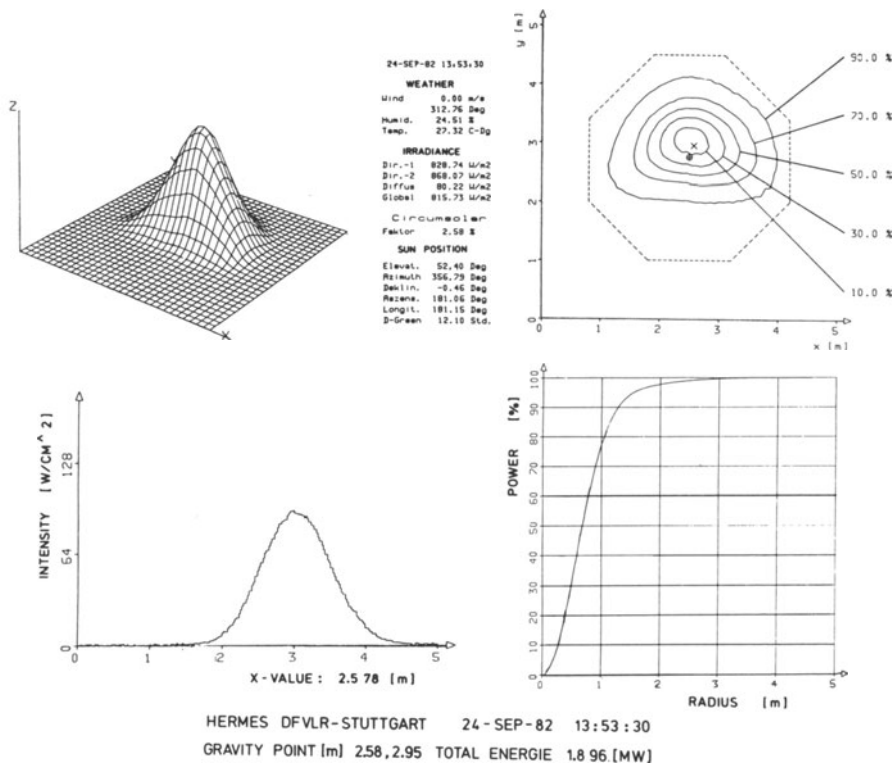 Z
X
24-SEP-82 13:53:30
WEATHER
Wind 0.00 m/s
312.76 Deg
Humid. 24.51 %
Temp. 27.32 C-Dg
IRRADIANCE
Dir.-1 828.74 W/m2
Dir.-2 868.07 W/m2
Diffus 80.22 W/m2
Global 815.73 W/m2
Circumsolar
Faktor 2.58 %
SUN POSITION
Elevat. 52.40 Deg
Azimuth 356.79 Deg
Deklin. -0.46 Deg
Rezens. 181.06 Deg
Longit. 181.15 Deg
D-Green 12.10 Std.
y [m]
5
4
3
2
1
0
0 1 2 3 4 5
x [m]
90.0 %
70.0 %
50.0 %
30.0 %
10.0 %
INTENSITY [W/CM^2]
128
64
0
0 1 2 3 4 5
X-VALUE: 2.578 [m]
POWER [%]
100
90
80
70
60
50
40
30
20
10
0
0 1 2 3 4 5
RADIUS [m]
HERMES DFVLR-STUTTGART 24-SEP-82 13:53:30
GRAVITY POINT [m] 2.58,2.95 TOTAL ENERGIE 1.896 [MW]